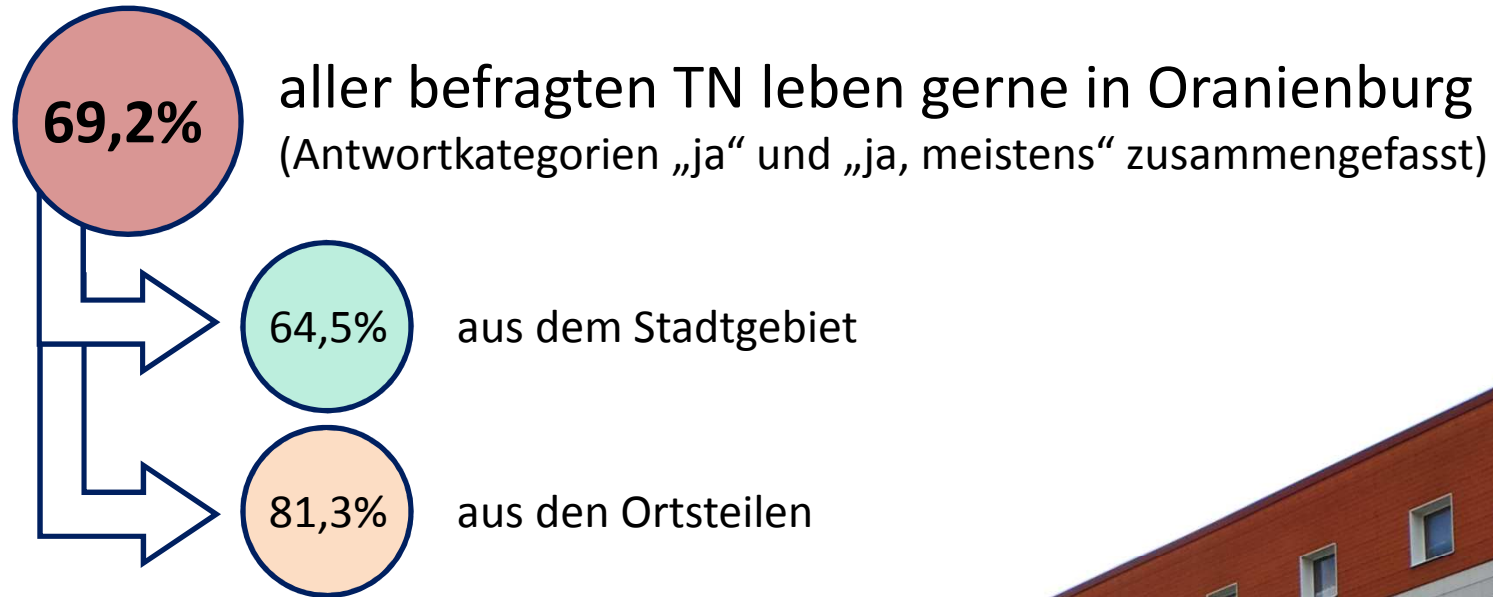 69,2%
aller befragten TN leben gerne in Oranienburg
(Antwortkategorien „ja“ und „ja, meistens“ zusammengefasst)
64,5%
aus dem Stadtgebiet
81,3%
aus den Ortsteilen